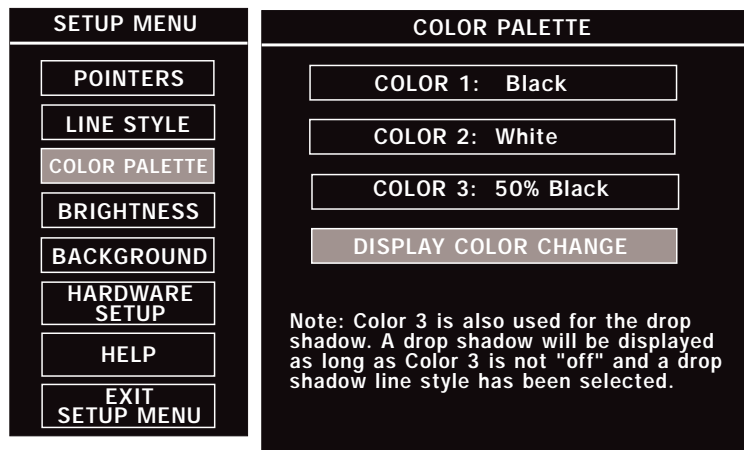 SETUP MENU
POINTERS
LINE STYLE
COLOR PALETTE
BRIGHTNESS
BACKGROUND
HARDWARE
SETUP
HELP
EXIT
SETUP MENU
COLOR PALETTE
COLOR 1: Black
COLOR 2: White
COLOR 3: 50% Black
DISPLAY COLOR CHANGE
Note: Color 3 is also used for the drop
shadow. A drop shadow will be displayed
as long as Color 3 is not "off" and a drop
shadow line style has been selected.